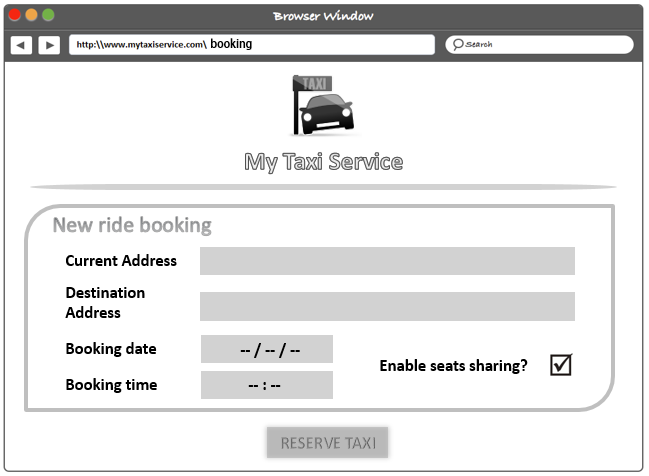 Browser Window
http:\\www.mytaxiservice.com\ booking
Search
TAXI
My Taxi Service
New ride booking
Current Address
Destination
Address
Booking date -- / -- / --
Enable seats sharing?
Booking time -- : --
RESERVE TAXI